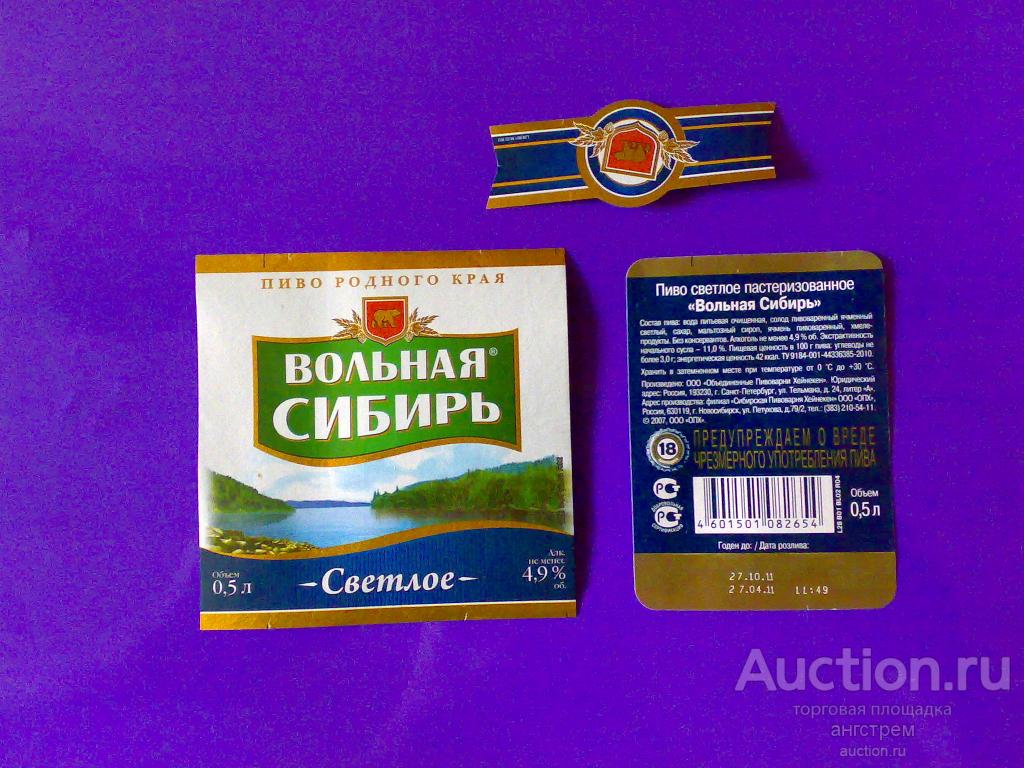 ПИВО РОДНОГО КРАЯ
ВОЛЬНАЯ®
СИБИРЬ
Объем
0,5 л
–Светлое–
Алк.
не менее
4,9 %
об.
Пиво светлое пастеризованное
«Вольная Сибирь»
Состав пива: вода питьевая очищенная, солод пивоваренный ячменный
светлый, сахар, мальтозный сироп, ячмень пивоваренный, хмеле-
продукты. Без консервантов. Алкоголь не менее 4,9 % об. Экстрактивность
начального сусла – 11,0 %. Пищевая ценность в 100 г пива: углеводы не
более 3,0 г; энергетическая ценность 42 ккал. ТУ 9184-001-44336385-2010.
Хранить в затемненном месте при температуре от 0 °С до +30 °С.
Произведено: ООО «Объединенные Пивоварни Хейнекен». Юридический
адрес: Россия, 193230, г. Санкт-Петербург, ул. Тельмана, д. 24, литер «А».
Адрес производства: филиал «Сибирская Пивоварня Хейнекен» ООО «ОПХ»,
Россия, 630119, г. Новосибирск, ул. Петухова, д.79/2, тел.: (383) 210-54-11.
© 2007, ООО «ОПХ».
18
ПРЕДУПРЕЖДАЕМ О ВРЕДЕ
ЧРЕЗМЕРНОГО УПОТРЕБЛЕНИЯ ПИВА
РСТ
ДОБРОВОЛЬНАЯ
СЕРТИФИКАЦИЯ
4 601501 082654
L2B B01 BL02 R04
Объем
0,5 л
Годен до: / Дата розлива:
27.10.11
27.04.11 11:49
Auction.ru
торговая площадка
ангстрем
auction.ru